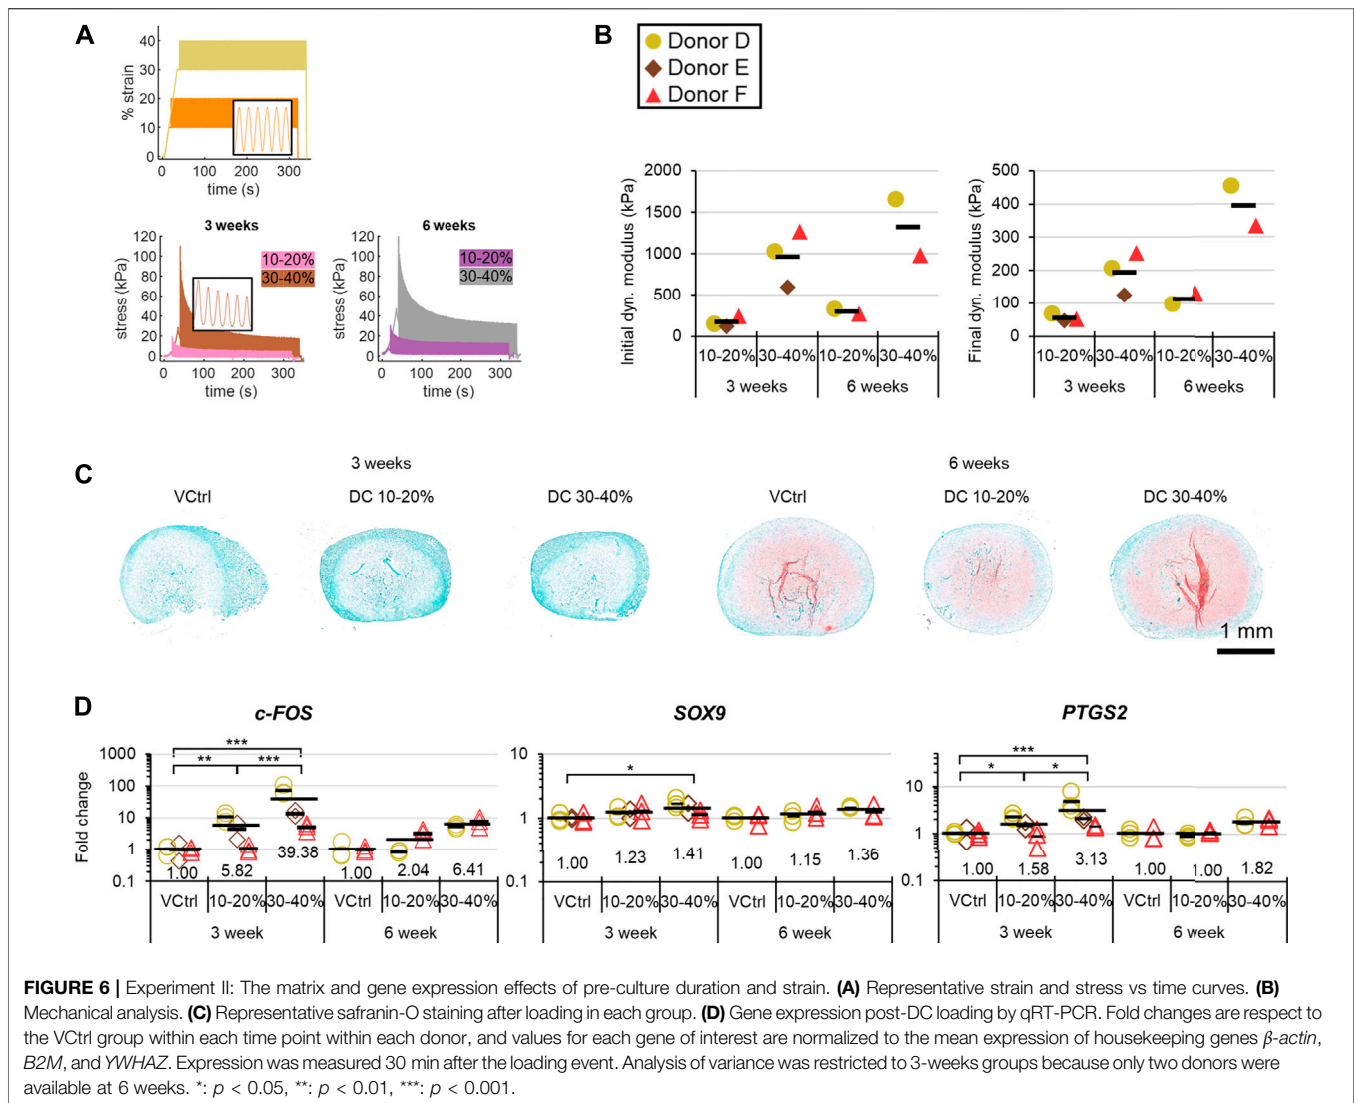 A
40
30
20
10
0
% strain
0 100 200 300
time (s)
3 weeks
120
100
80
60
40
20
0
stress (kPa)
10-20%
30-40%
0 100 200 300
time (s)
6 weeks
120
100
80
60
40
20
0
stress (kPa)
10-20%
30-40%
0 100 200 300
time (s)
B
Donor D
Donor E
Donor F
2000
1500
1000
500
0
Initial dyn. modulus (kPa)
10-20% 30-40% 10-20% 30-40%
3 weeks 6 weeks
500
400
300
200
100
0
Final dyn. modulus (kPa)
10-20% 30-40% 10-20% 30-40%
3 weeks 6 weeks
C
3 weeks 6 weeks
VCtrl DC 10-20% DC 30-40% VCtrl DC 10-20% DC 30-40%
1 mm
D
c-FOS
1000
100
10
1
0.1
Fold change
*** ** ***
1.00 5.82 39.38 1.00 2.04 6.41
VCtrl 10-20% 30-40% VCtrl 10-20% 30-40%
3 week 6 week
SOX9
10
1
0.1
*
1.00 1.23 1.41 1.00 1.15 1.36
VCtrl 10-20% 30-40% VCtrl 10-20% 30-40%
3 week 6 week
PTGS2
10
1
0.1
*** * *
1.00 1.58 3.13 1.00 1.00 1.82
VCtrl 10-20% 30-40% VCtrl 10-20% 30-40%
3 week 6 week
FIGURE 6 | Experiment II: The matrix and gene expression effects of pre-culture duration and strain. (A) Representative strain and stress vs time curves. (B)
Mechanical analysis. (C) Representative safranin-O staining after loading in each group. (D) Gene expression post-DC loading by qRT-PCR. Fold changes are respect to
the VCtrl group within each time point within each donor, and values for each gene of interest are normalized to the mean expression of housekeeping genes β-actin,
B2M, and YWHAZ. Expression was measured 30 min after the loading event. Analysis of variance was restricted to 3-weeks groups because only two donors were
available at 6 weeks. *: p < 0.05, **: p < 0.01, ***: p < 0.001.